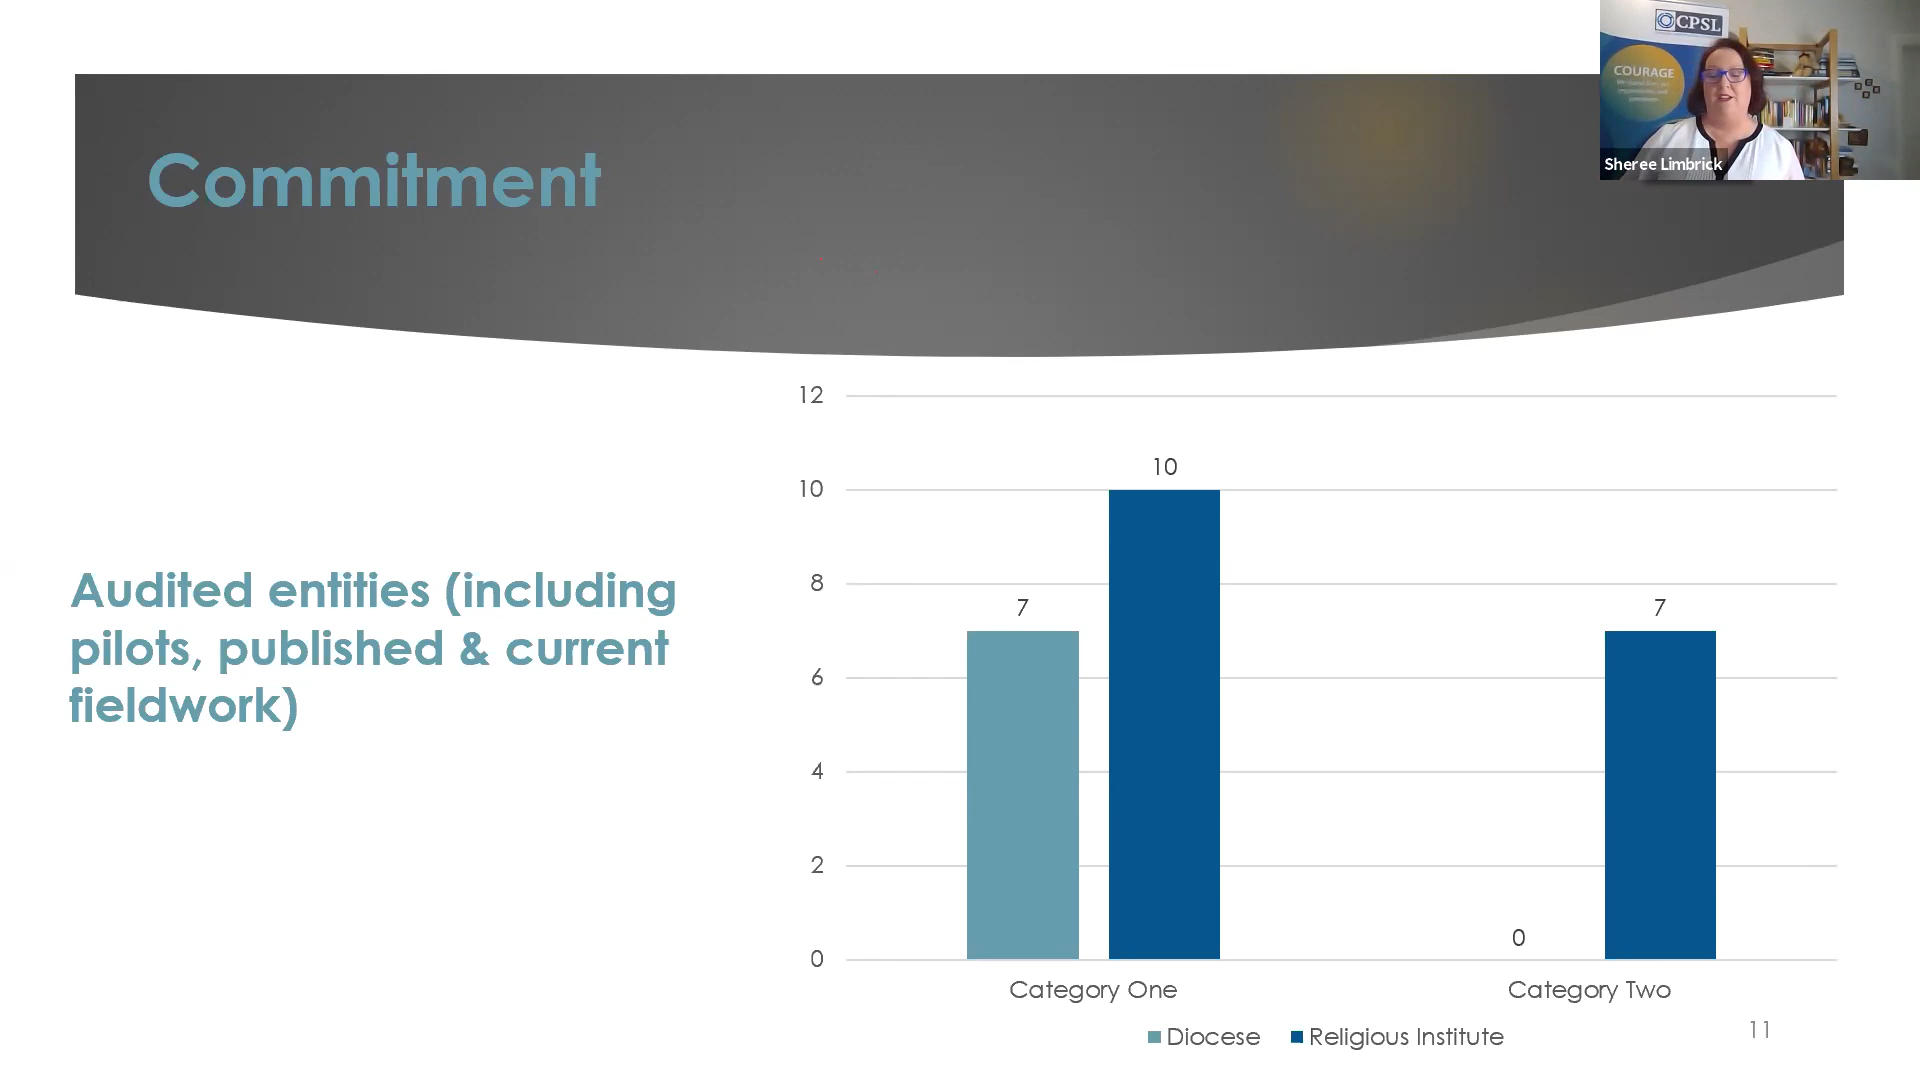 CPSL
COURAGE
Sheree Limbrick
Commitment
Audited entities (including
pilots, published & current
fieldwork)
12
10
8
6
4
2
0
7
10
0
7
Category One
Category Two
Diocese
Religious Institute
11